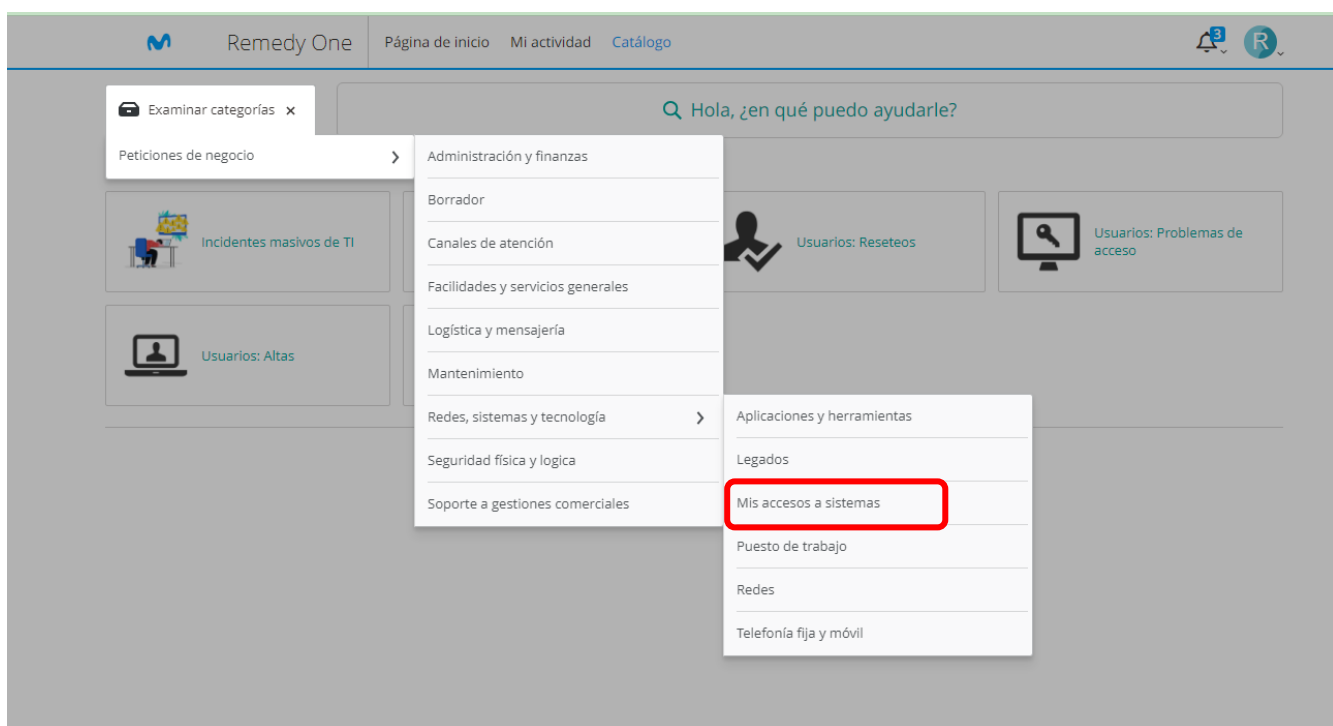 Remedy One
Página de inicio Mi actividad Catálogo
3
R
Examinar categorías x
Hola, ¿en qué puedo ayudarle?
Peticiones de negocio
Administración y finanzas
Borrador
Canales de atención
Facilidades y servicios generales
Logística y mensajería
Mantenimiento
Redes, sistemas y tecnología
Seguridad física y logica
Soporte a gestiones comerciales
Aplicaciones y herramientas
Legados
Mis accesos a sistemas
Puesto de trabajo
Redes
Telefonía fija y móvil
Incidentes masivos de TI
Usuarios: Reseteos
Usuarios: Problemas de
acceso
Usuarios: Altas